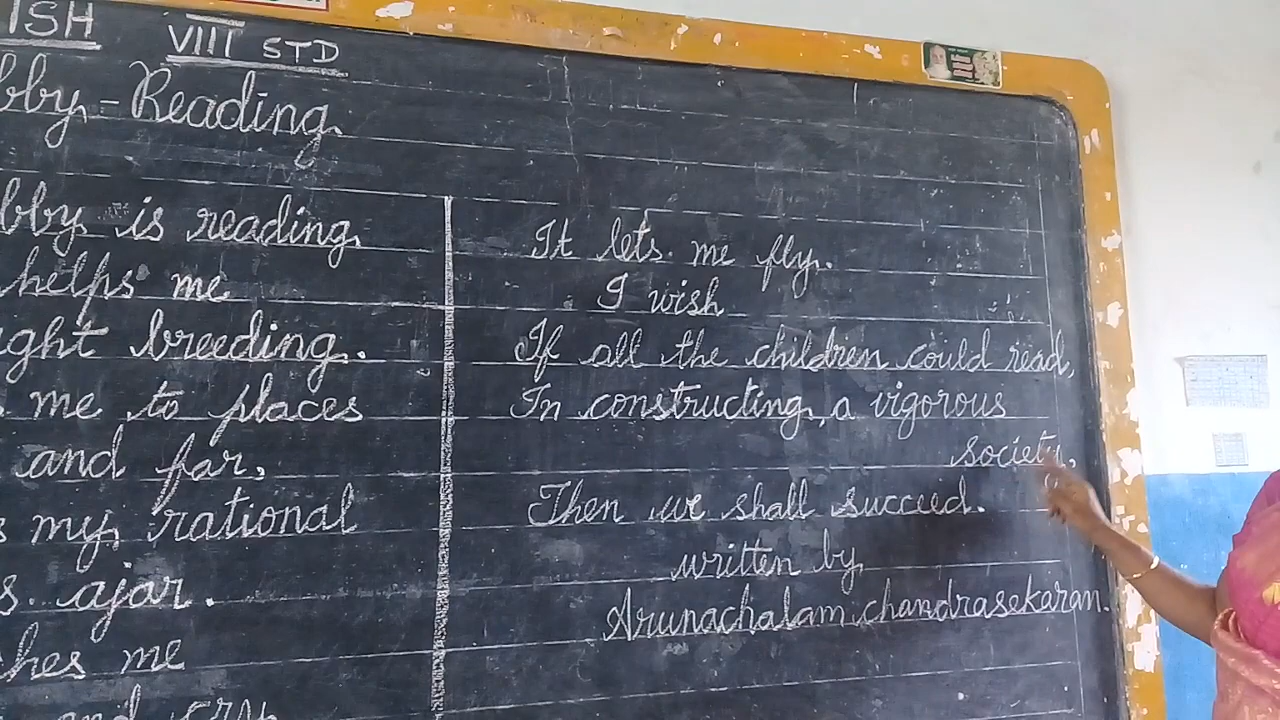 ISH
VIII STD
bby - Reading
bby is reading,
helps me
ght breeding.
me to places
and far,
s my rational
s ajar.
hes me
and cry
It lets me fly.
I wish
If all the children could read,
In constructing a vigorous
society,
Then we shall succeed.
written by
Arunachalam chandrasekaran.